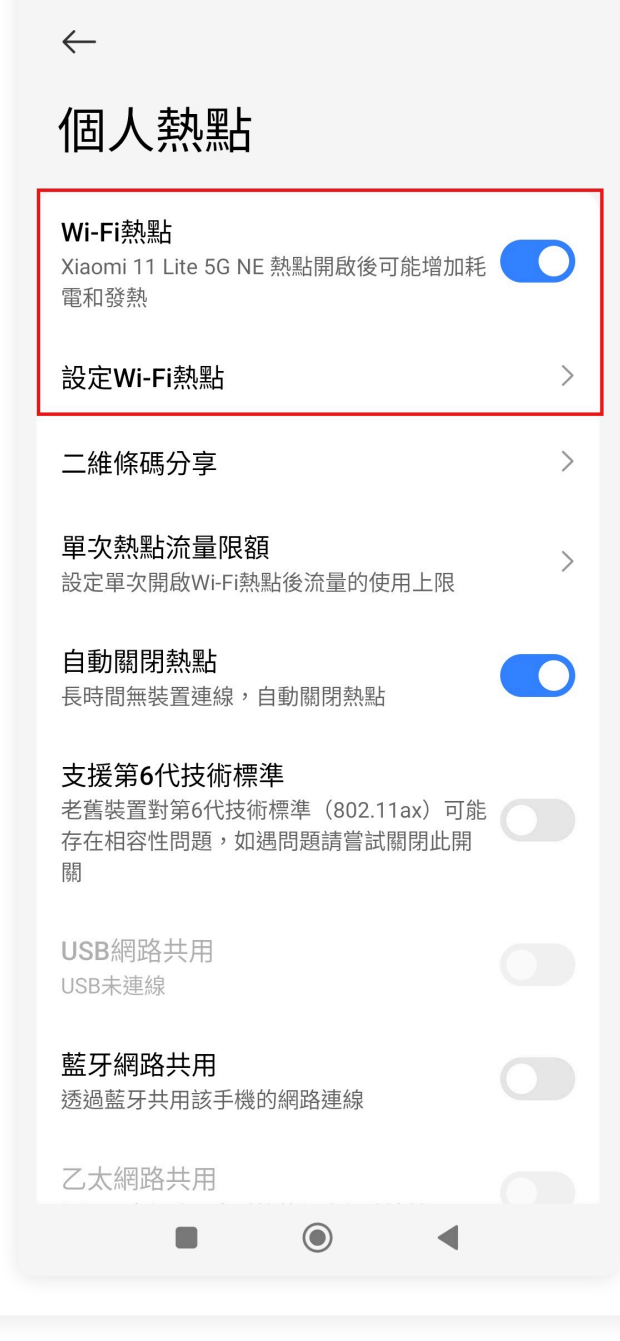 個人熱點
Wi-Fi熱點
Xiaomi 11 Lite 5G NE 熱點開啟後可能增加耗
電和發熱
設定Wi-Fi熱點
二維條碼分享
單次熱點流量限額
設定單次開啟Wi-Fi熱點後流量的使用上限
自動關閉熱點
長時間無裝置連線，自動關閉熱點
支援第6代技術標準
老舊裝置對第6代技術標準（802.11ax）可能
存在相容性問題，如遇問題請嘗試關閉此開
關
USB網路共用
USB未連線
藍牙網路共用
透過藍牙共用該手機的網路連線
乙太網路共用